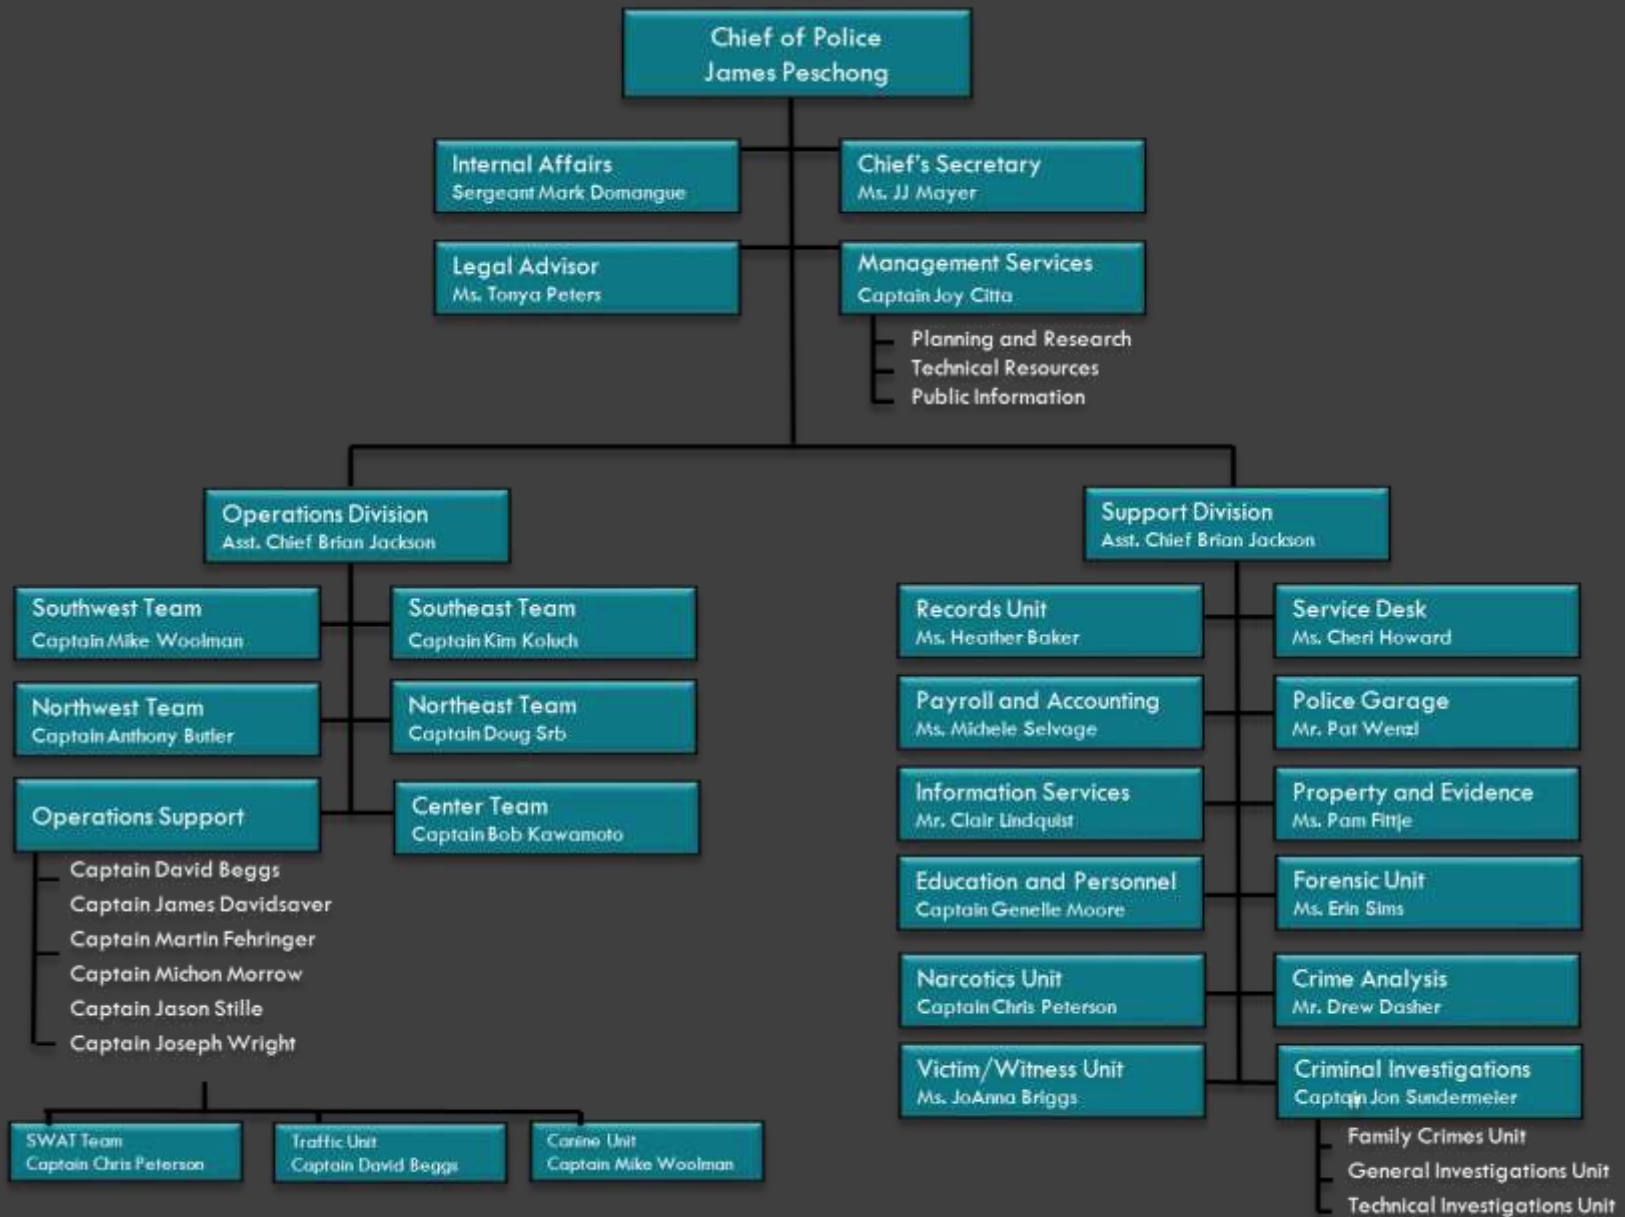 Chief of Police
James Peschong
Internal Affairs
Sergeant Mark Domangue
Chief's Secretary
Ms. JJ Mayer
Legal Advisor
Ms. Tonya Peters
Management Services
Captain Joy Citta
Planning and Research
Technical Resources
Public Information
Operations Division
Asst. Chief Brian Jackson
Southwest Team
Captain Mike Woolman
Southeast Team
Captain Kim Koluch
Northwest Team
Captain Anthony Butler
Northeast Team
Captain Doug Srb
Operations Support
Center Team
Captain Bob Kawamoto
Captain David Beggs
Captain James Davidsaver
Captain Martin Fehringer
Captain Michon Morrow
Captain Jason Stille
Captain Joseph Wright
SWAT Team
Captain Chris Peterson
Traffic Unit
Captain David Beggs
Canine Unit
Captain Mike Woolman
Support Division
Asst. Chief Brian Jackson
Records Unit
Ms. Heather Baker
Service Desk
Ms. Cheri Howard
Payroll and Accounting
Ms. Michele Selvage
Police Garage
Mr. Pat Wenzl
Information Services
Mr. Clair Lindquist
Property and Evidence
Ms. Pam Fittje
Education and Personnel
Captain Genelle Moore
Forensic Unit
Ms. Erin Sims
Narcotics Unit
Captain Chris Peterson
Crime Analysis
Mr. Drew Dasher
Victim/Witness Unit
Ms. JoAnna Briggs
Criminal Investigations
Captain Jon Sundermeier
Family Crimes Unit
General Investigations Unit
Technical Investigations Unit